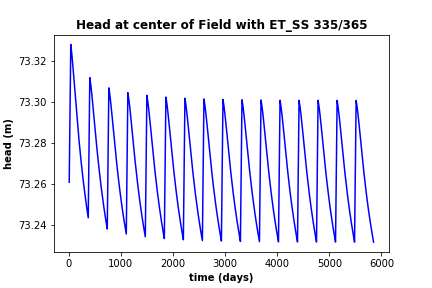 Head at center of Field with ET_SS 335/365
head (m)
73.32
73.30
73.28
73.26
73.24
0 1000 2000 3000 4000 5000 6000
time (days)